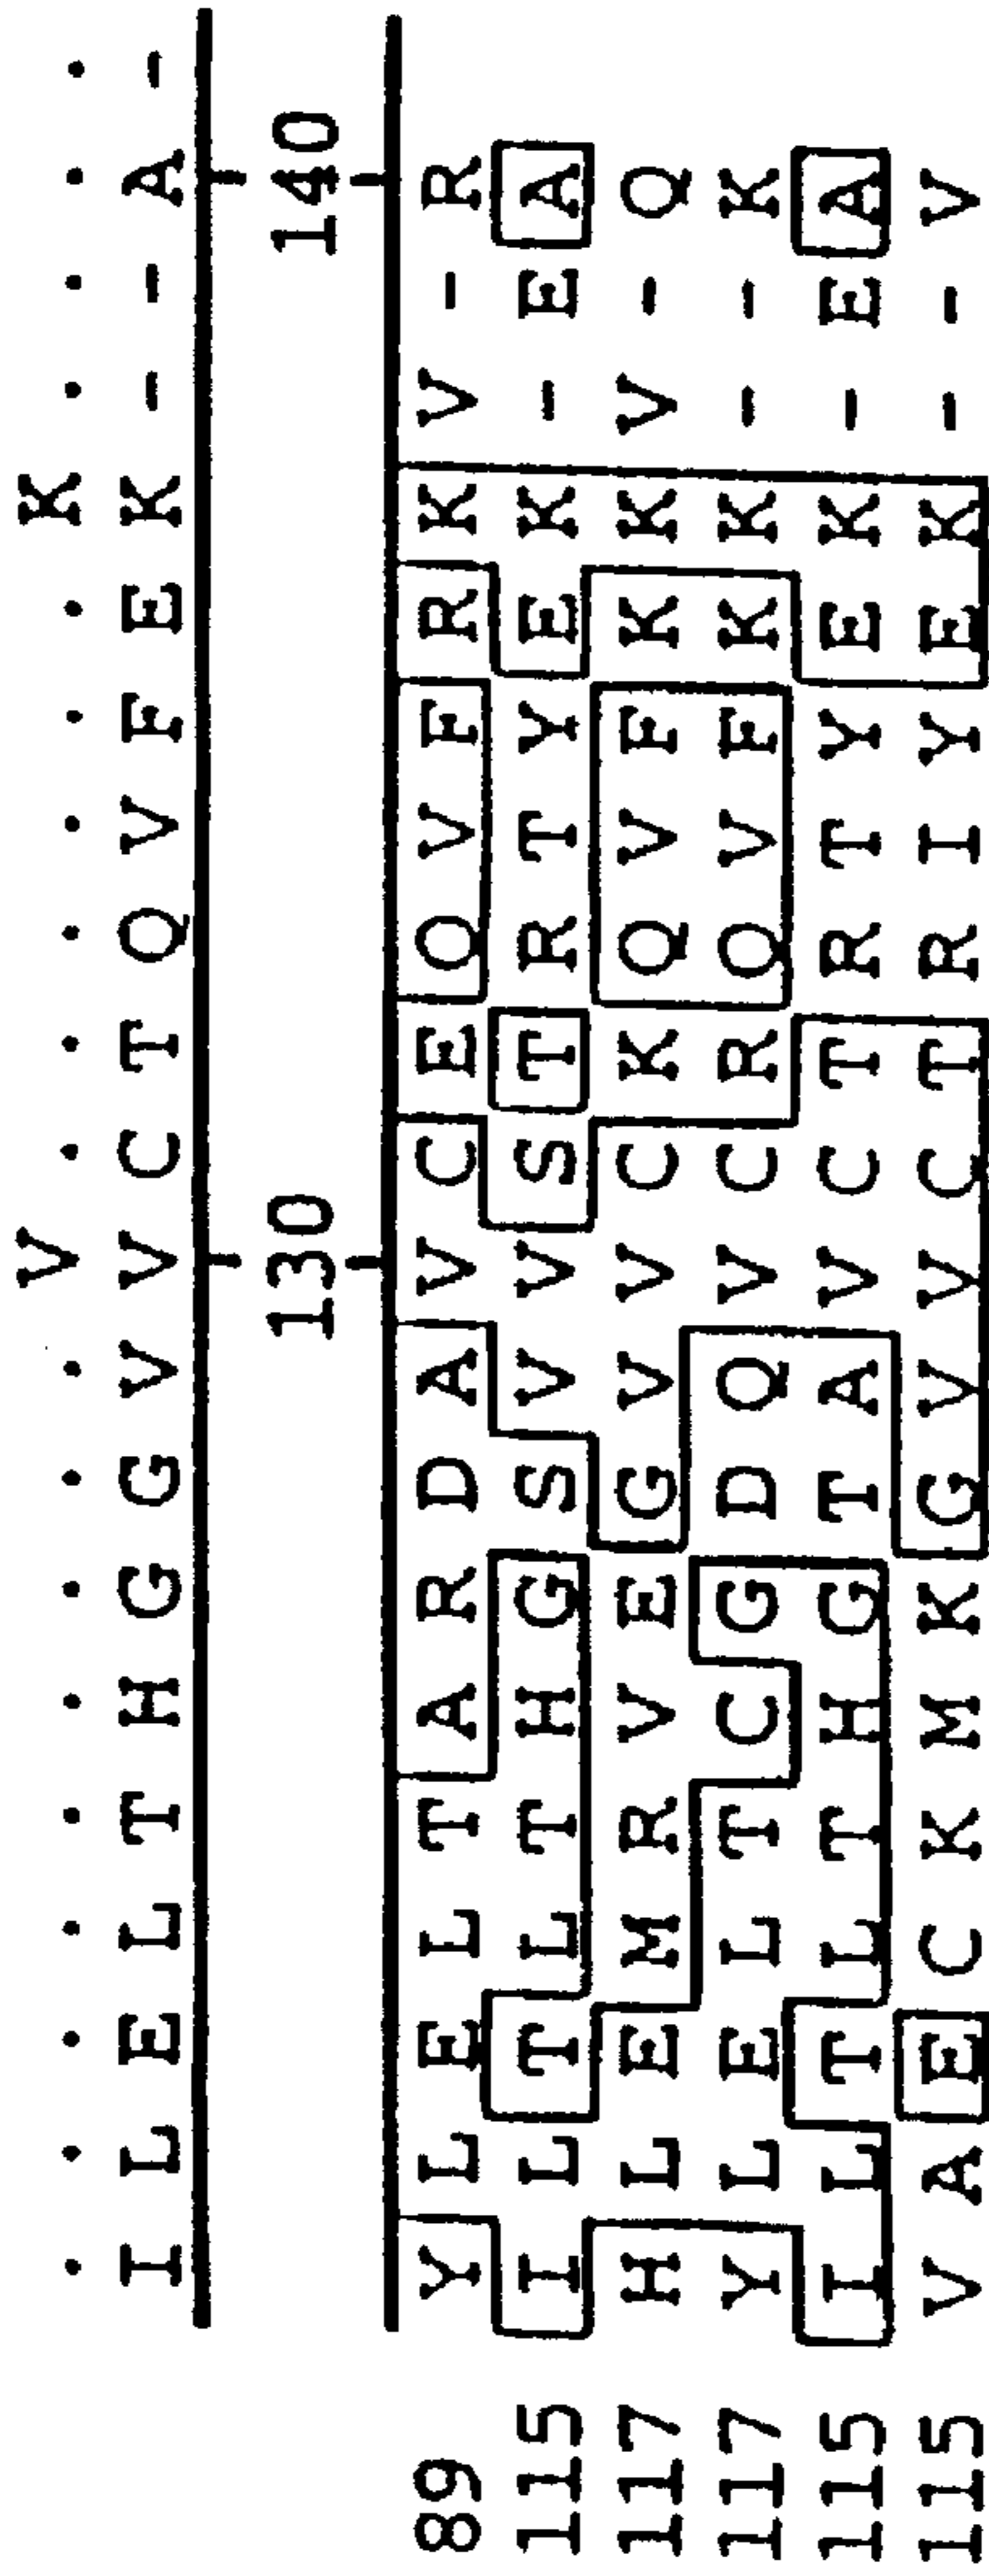 . . . . . . . . . V . . . . . . K . . . .
I L E L T H G G V V C T Q V F E K - - A -
130 140
89 Y L E L T A R D A V C E Q V F R K V - R
115 I L T L T H G S V V S T R T Y E K - E A
117 H L E M R V E G V V C K Q V F K K V - Q
117 Y L E L T C G D Q V C R Q V F K K - - K
115 I L T L T H G T A V C T R T Y E K - E A
115 V A E C K M K G V V C T R I Y E K - - V